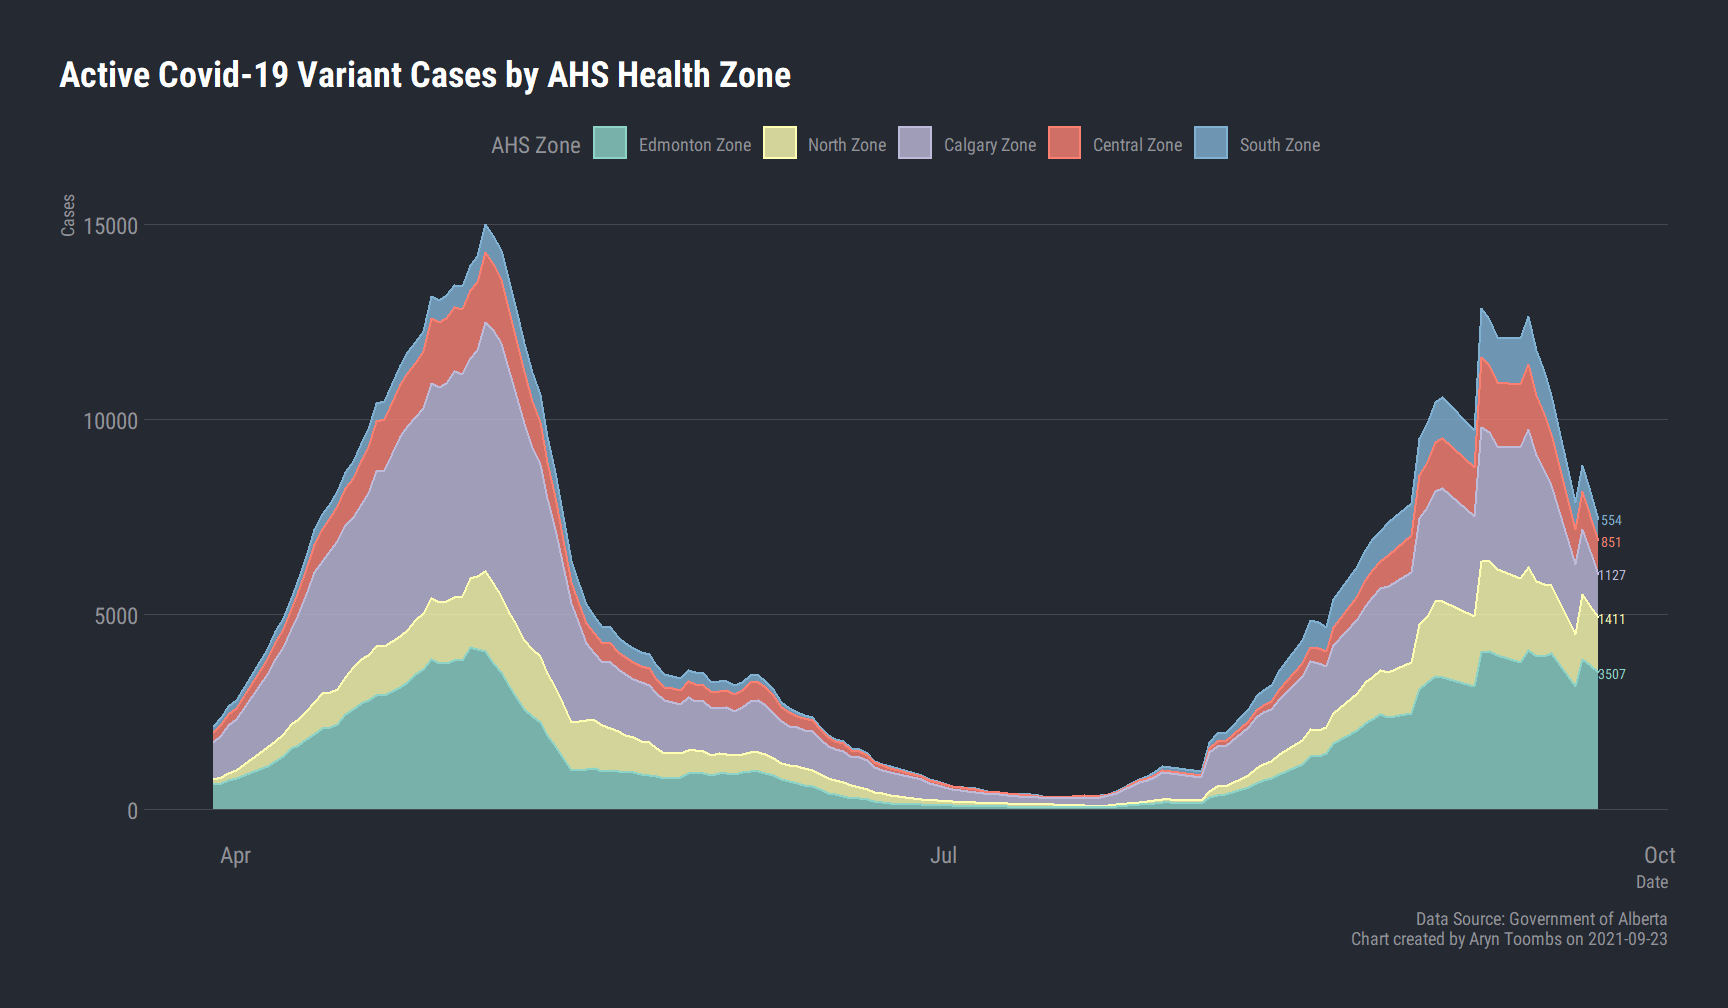 Active Covid-19 Variant Cases by AHS Health Zone
AHS Zone Edmonton Zone North Zone Calgary Zone Central Zone South Zone
Cases
15000
10000
5000
0
554
851
1127
1411
3507
Apr Jul Oct
Date
Data Source: Government of Alberta
Chart created by Aryn Toombs on 2021-09-23